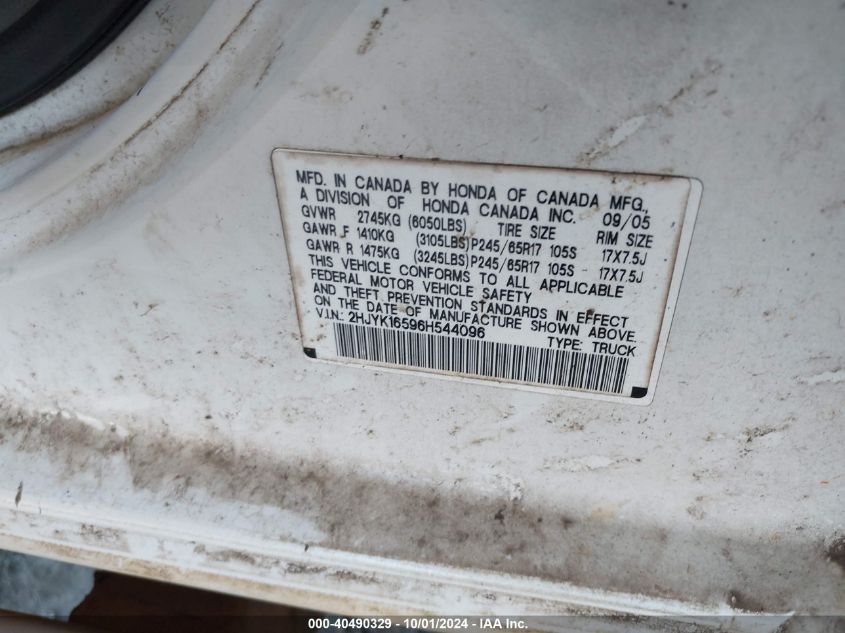 MFD. IN CANADA BY HONDA OF CANADA MFG.,
A DIVISION OF HONDA CANADA INC. 09/05
GVWR 2745KG (6050LBS) TIRE SIZE RIM SIZE
GAWR F 1410KG (3105LBS) P245/65R17 105S - 17X7.5J
GAWR R 1475KG (3245LBS) P245/65R17 105S - 17X7.5J
THIS VEHICLE CONFORMS TO ALL APPLICABLE
FEDERAL MOTOR VEHICLE SAFETY
AND THEFT PREVENTION STANDARDS IN EFFECT
ON THE DATE OF MANUFACTURE SHOWN ABOVE.
V.I.N: 2HJYK16596H544096 TYPE: TRUCK
000-40490329 - 10/01/2024 - IAA Inc.